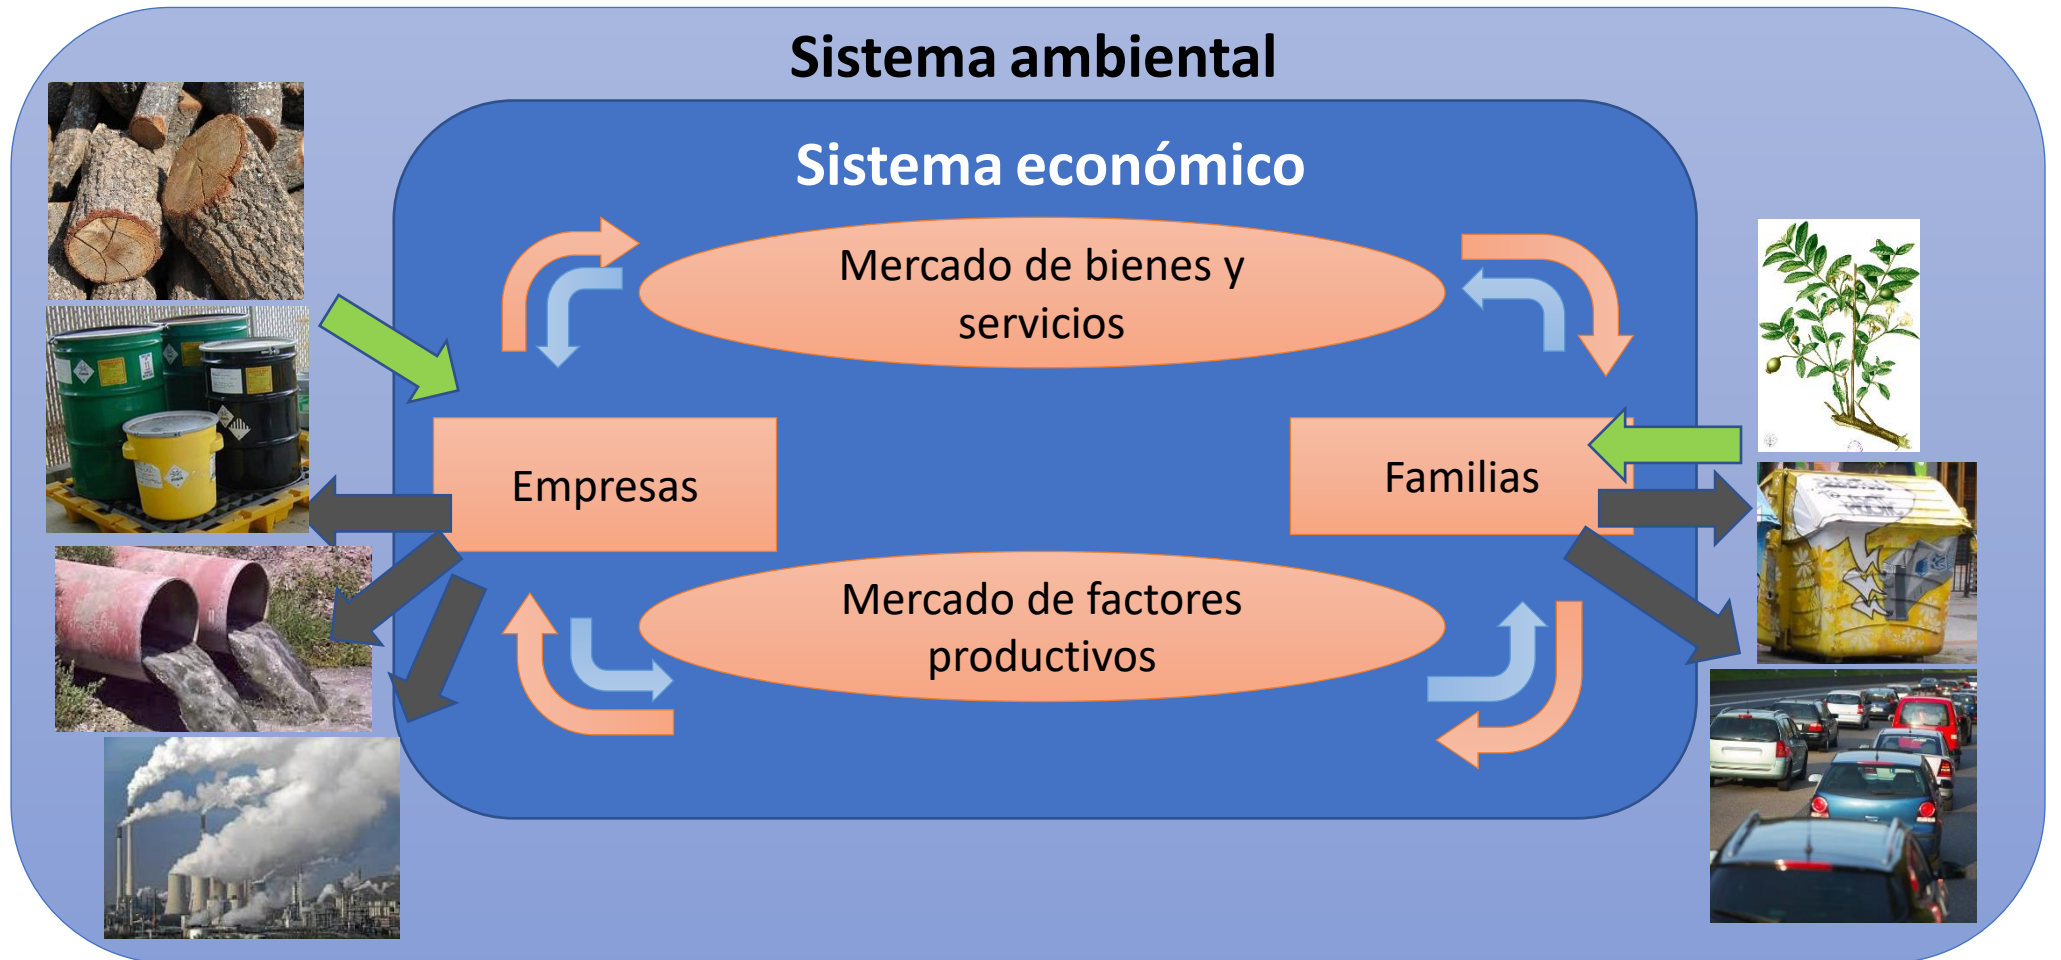 Sistema ambiental
Sistema económico
Mercado de bienes y
servicios
Empresas
Familias
Mercado de factores
productivos